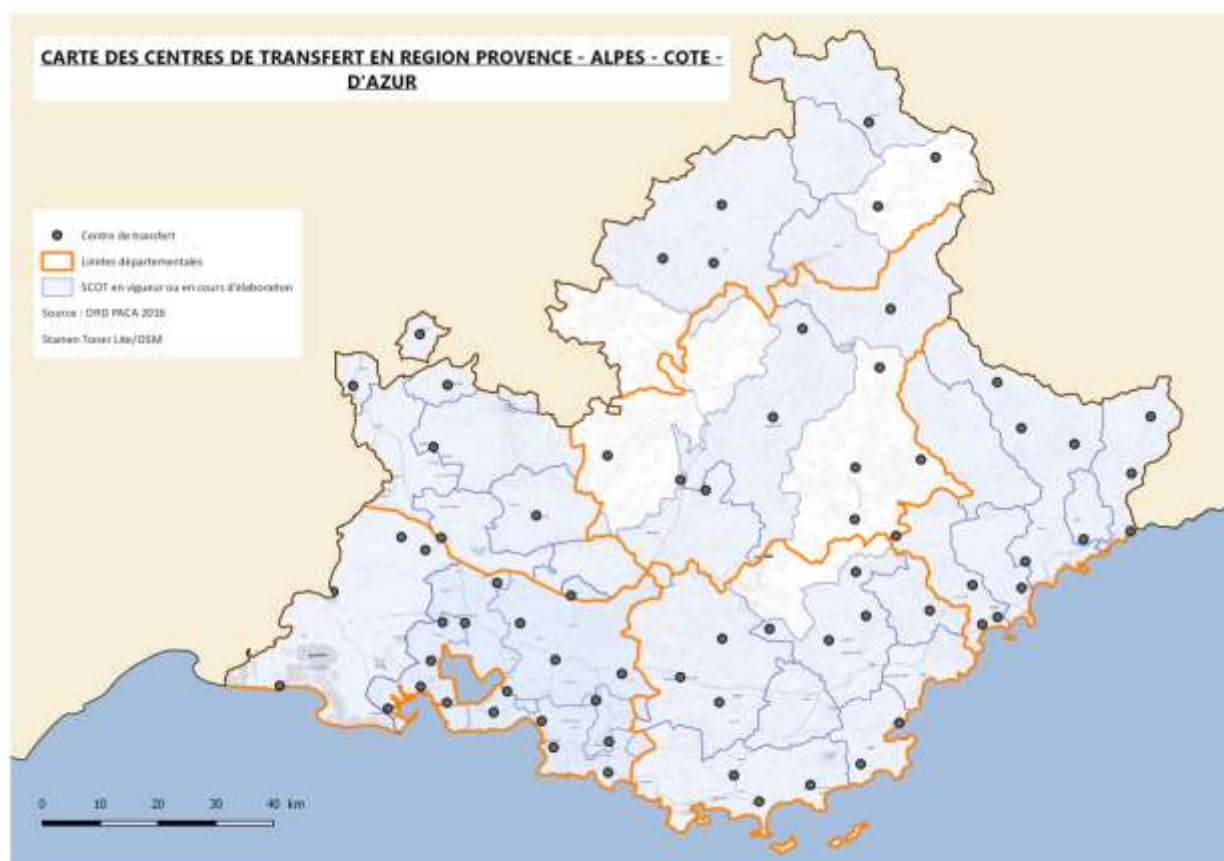 CARTE DES CENTRES DE TRANSFERT EN REGION PROVENCE - ALPES - COTE -
D'AZUR
Centre de transfert
Limites départementales
SCOT en vigueur ou en cours d'élaboration
Source : ORD PACA 2016
Stamen Toner Lite/OSM
0 10 20 30 40 km